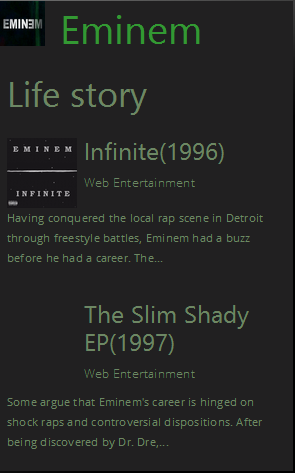 EMINEM
Eminem
Life story
EMINEM
INFINITE
Infinite(1996)
Web Entertainment
Having conquered the local rap scene in Detroit
through freestyle battles, Eminem had a buzz
before he had a career. The...
The Slim Shady
EP(1997)
Web Entertainment
Some argue that Eminem's career is hinged on
shock raps and controversial dispositions. After
being discovered by Dr. Dre,...